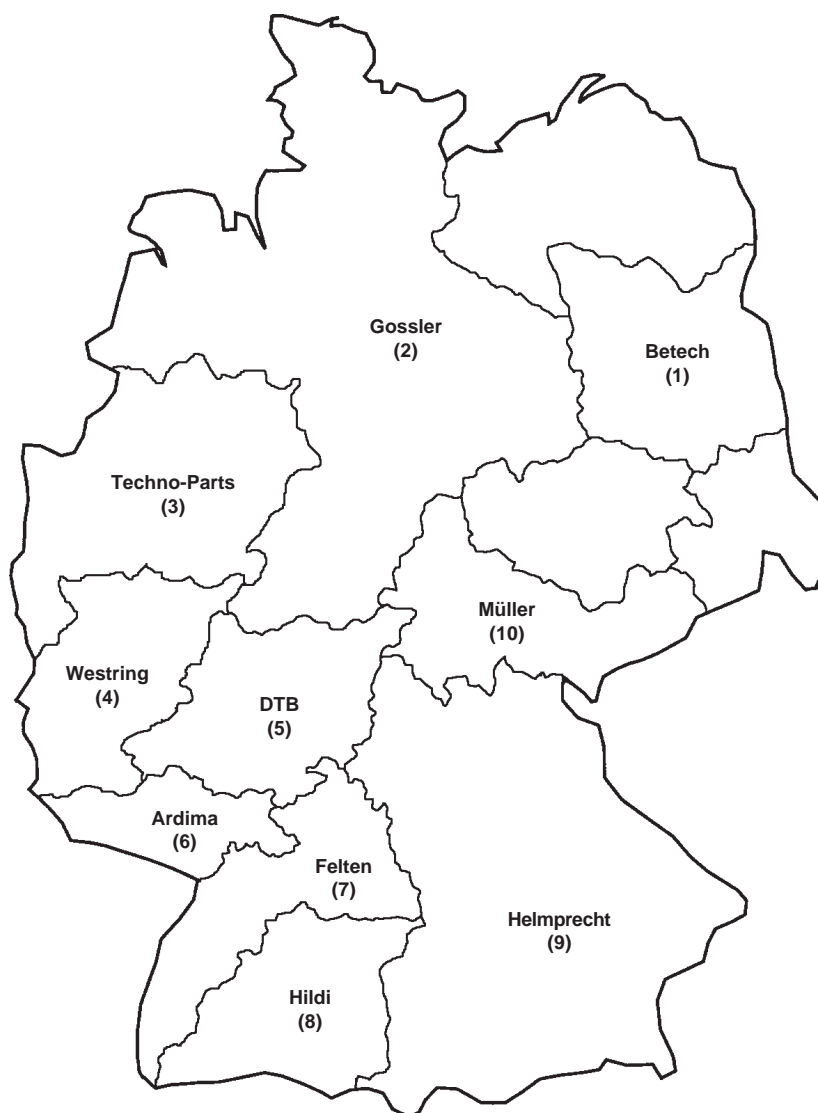 Gossler
(2)
Betech
(1)
Techno-Parts
(3)
Müller
(10)
Westring
(4)
DTB
(5)
Ardima
(6)
Felten
(7)
Helmprecht
(9)
Hildi
(8)